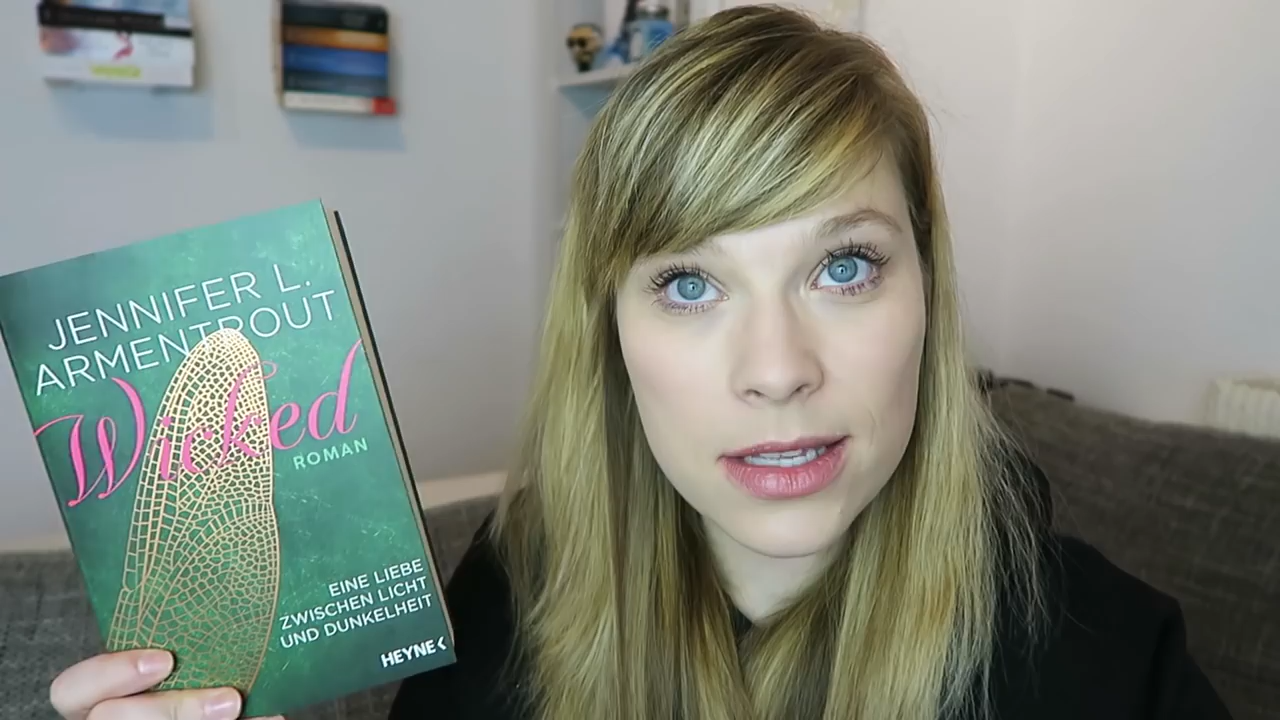 JENNIFER L.
ARMENTROUT
Wicked
ROMAN
EINE LIEBE
ZWISCHEN LICHT
UND DUNKELHEIT
HEYNE<